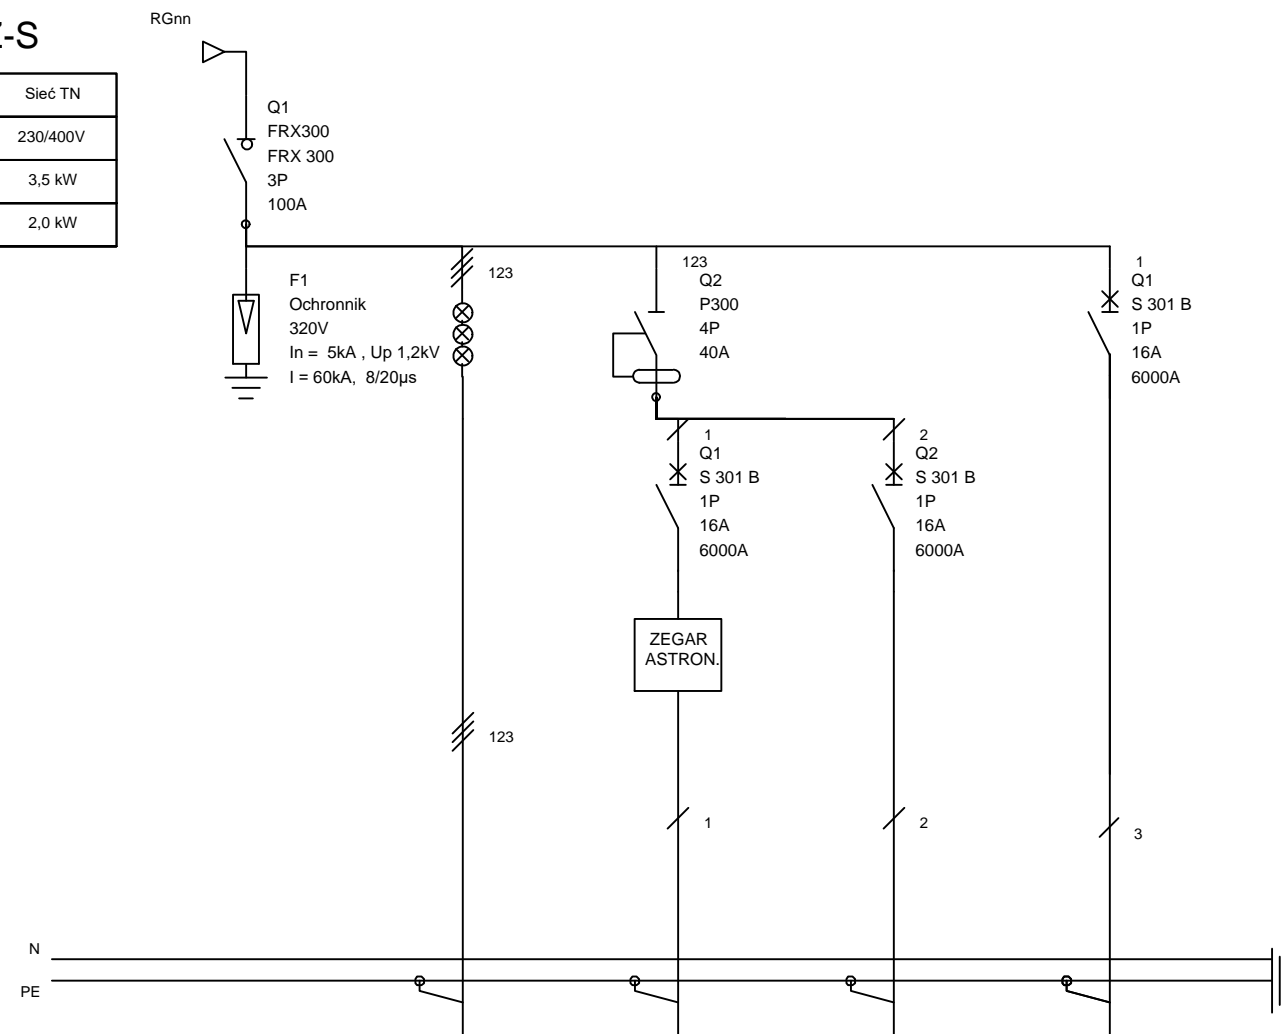 Z-S
Sieć TN
230/400V
3,5 kW
2,0 kW
RGnn
Q1
FRX300
FRX 300
3P
100A
F1
Ochronnik
320V
In = 5kA , Up 1,2kV
I = 60kA, 8/20µs
123
123
Q2
P300
4P
40A
1
Q1
S 301 B
1P
16A
6000A
1
Q1
S 301 B
1P
16A
6000A
2
Q2
S 301 B
1P
16A
6000A
ZEGAR
ASTRON.
123
1
2
3
N
PE